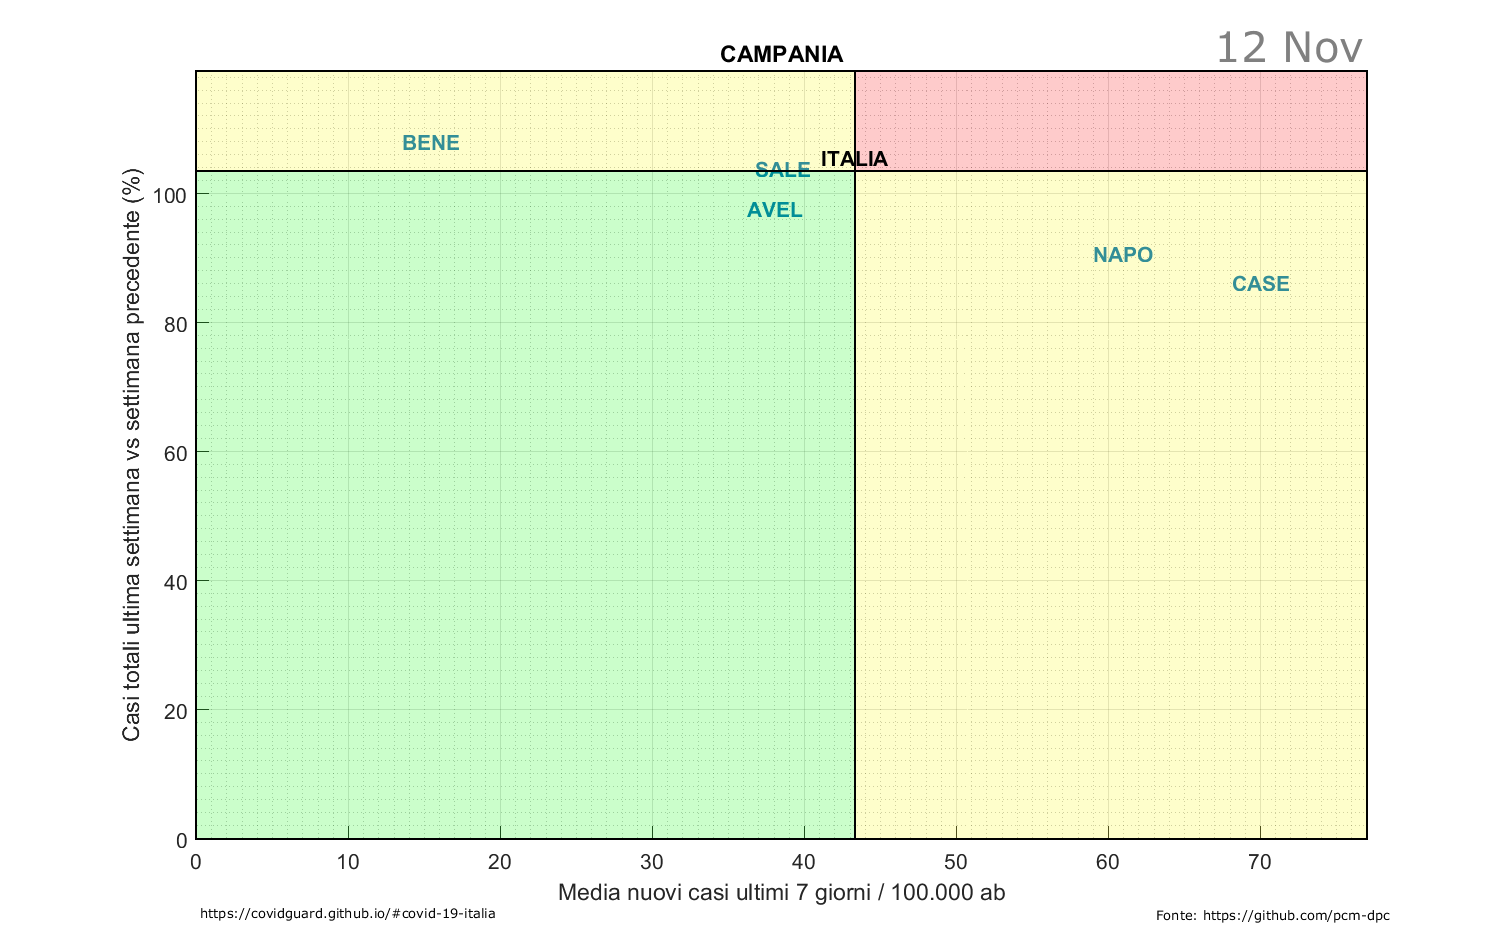 12 Nov
CAMPANIA
BENE
ITALIA
SALE
AVEL
NAPO
CASE
Casi totali ultima settimana vs settimana precedente (%)
100
80
60
40
20
0
0 10 20 30 40 50 60 70
Media nuovi casi ultimi 7 giorni / 100.000 ab
https://covidguard.github.io/#covid-19-italia
Fonte: https://github.com/pcm-dpc